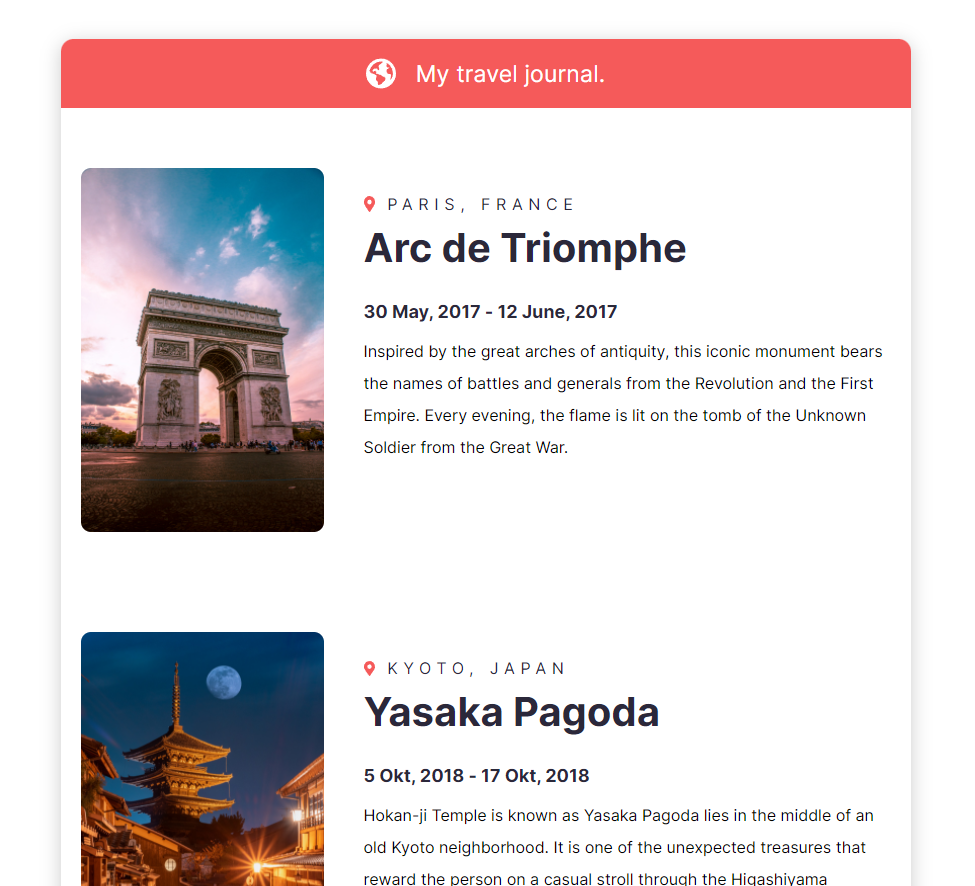 My travel journal.
PARIS, FRANCE
Arc de Triomphe
30 May, 2017 - 12 June, 2017
Inspired by the great arches of antiquity, this iconic monument bears
the names of battles and generals from the Revolution and the First
Empire. Every evening, the flame is lit on the tomb of the Unknown
Soldier from the Great War.
KYOTO, JAPAN
Yasaka Pagoda
5 Okt, 2018 - 17 Okt, 2018
Hokan-ji Temple is known as Yasaka Pagoda lies in the middle of an
old Kyoto neighborhood. It is one of the unexpected treasures that
reward the person on a casual stroll through the Higashiyama